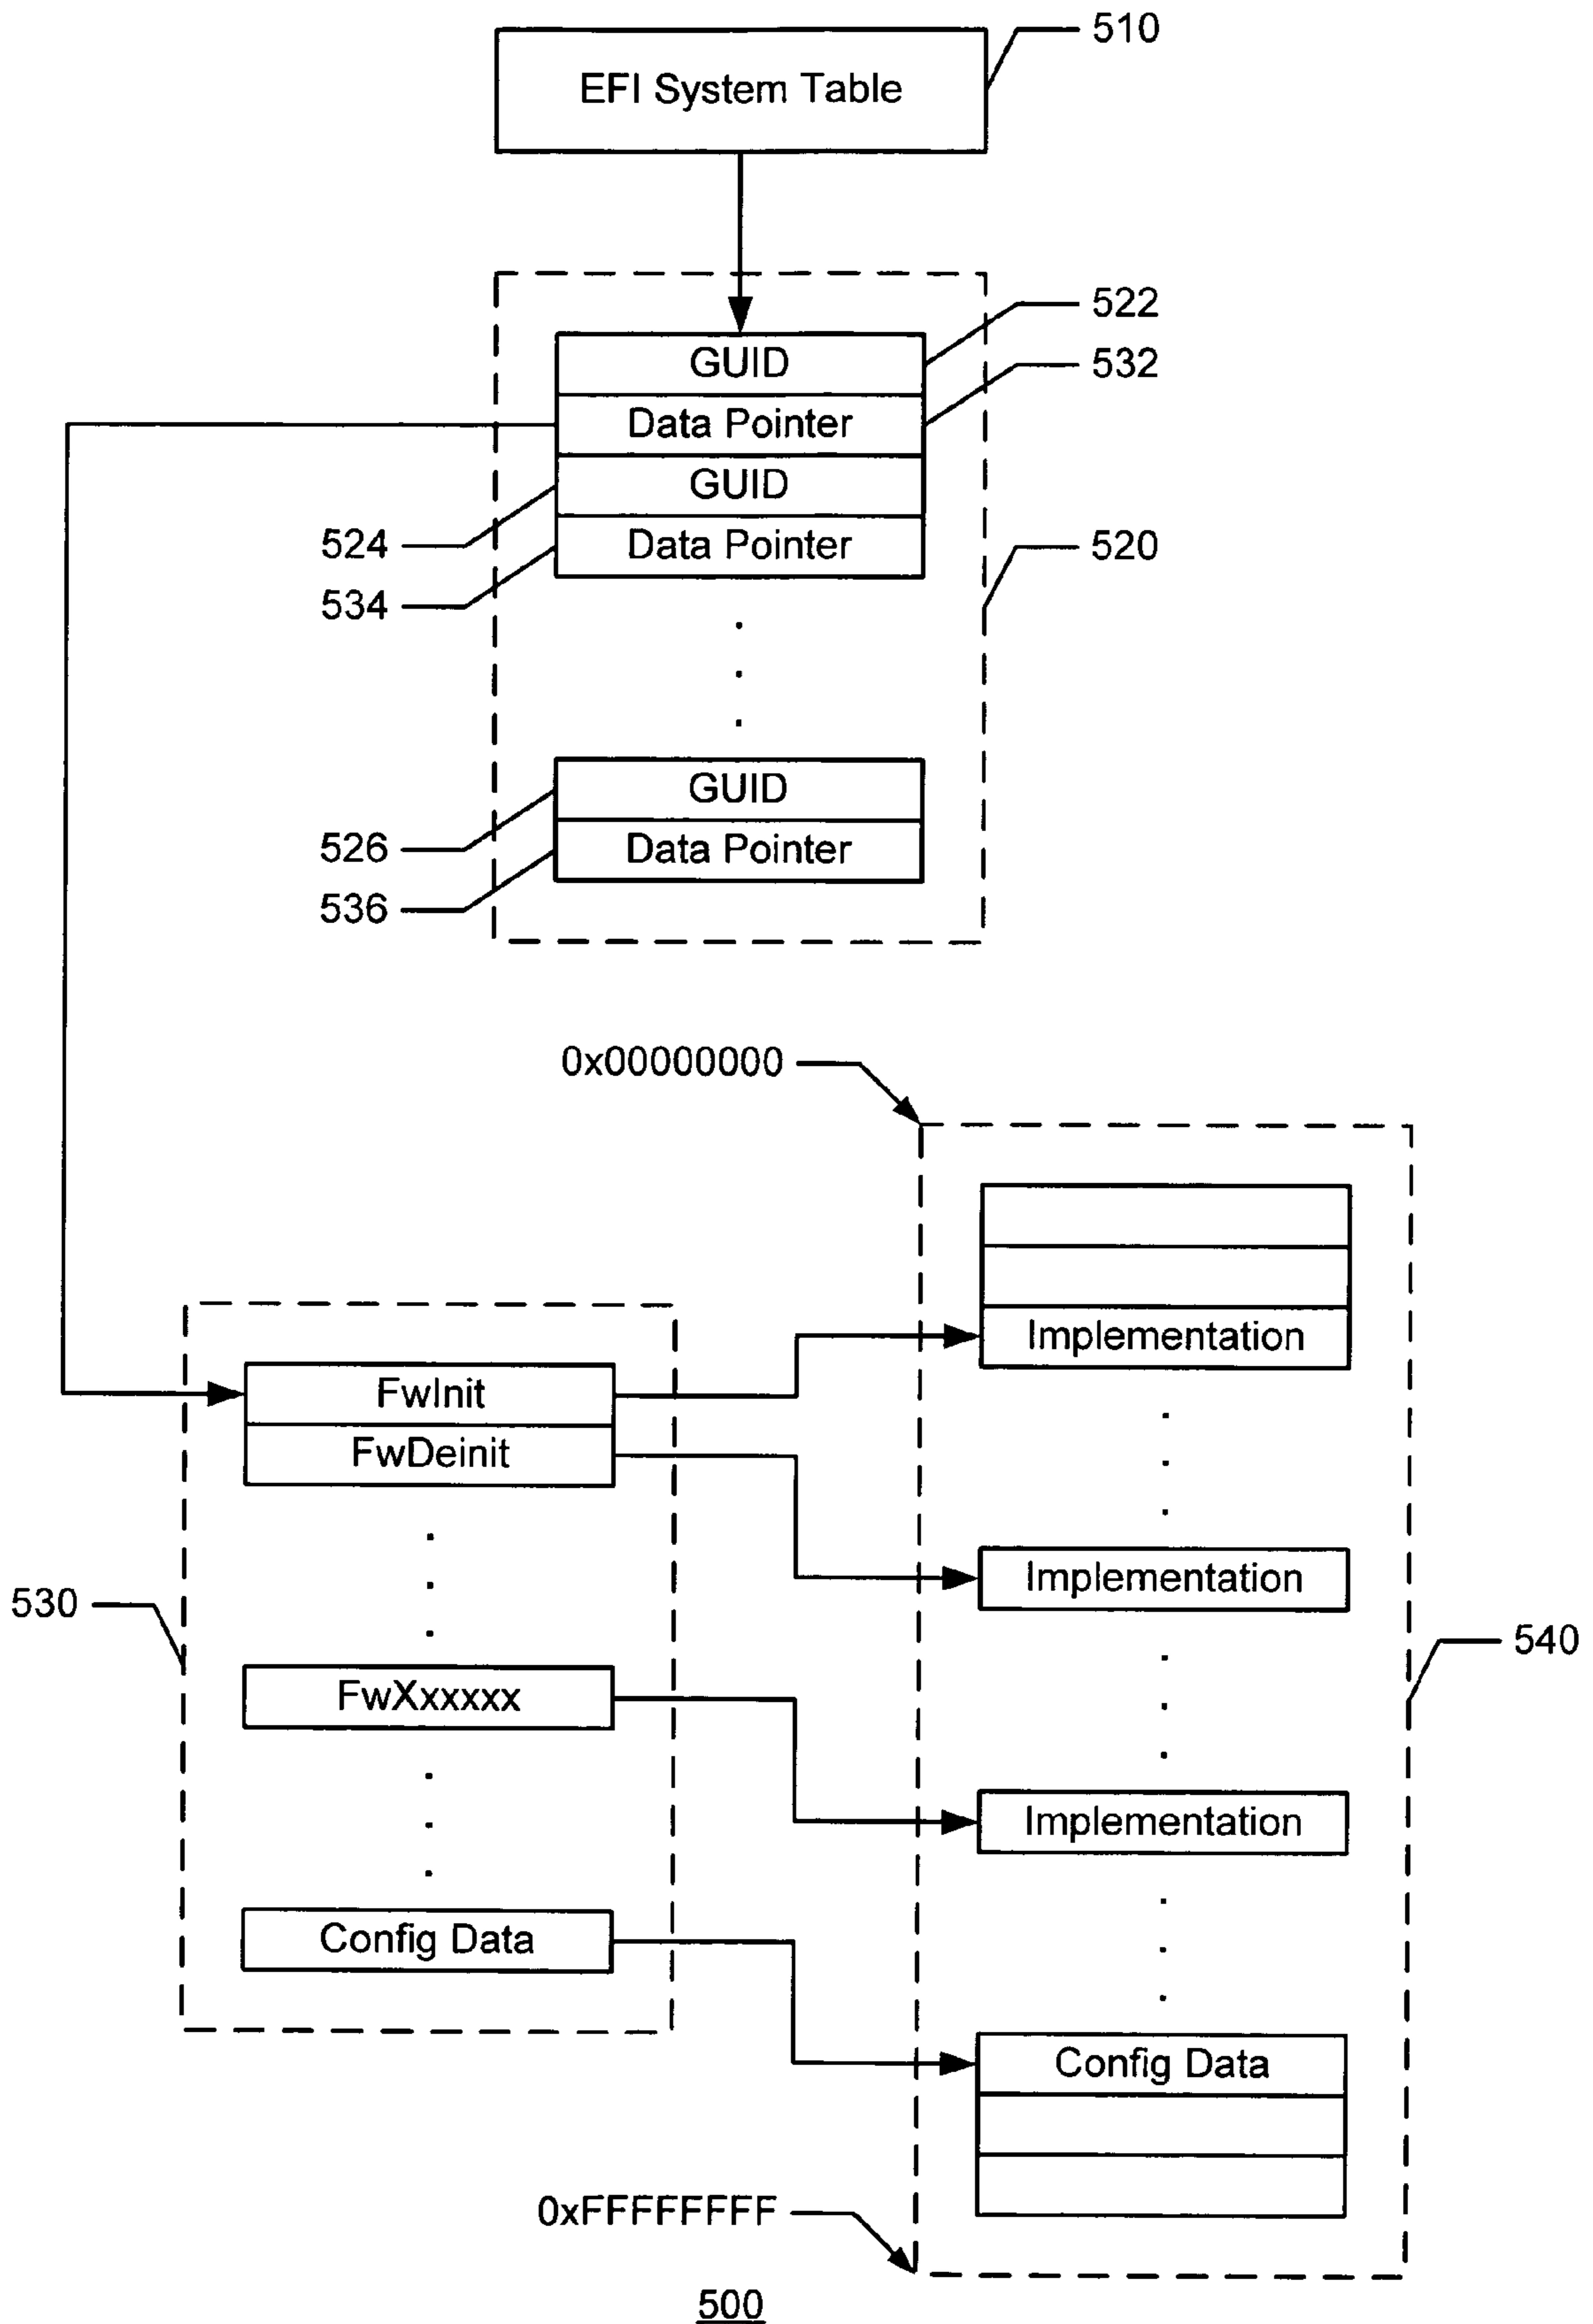 510
EFI System Table
522
GUID
532
Data Pointer
GUID
524
Data Pointer
520
534
GUID
526
Data Pointer
536
0x00000000
Implementation
FwInit
FwDeinit
Implementation
530
540
FwXxxxxx
Implementation
Config Data
Config Data
0xFFFFFFFF
500